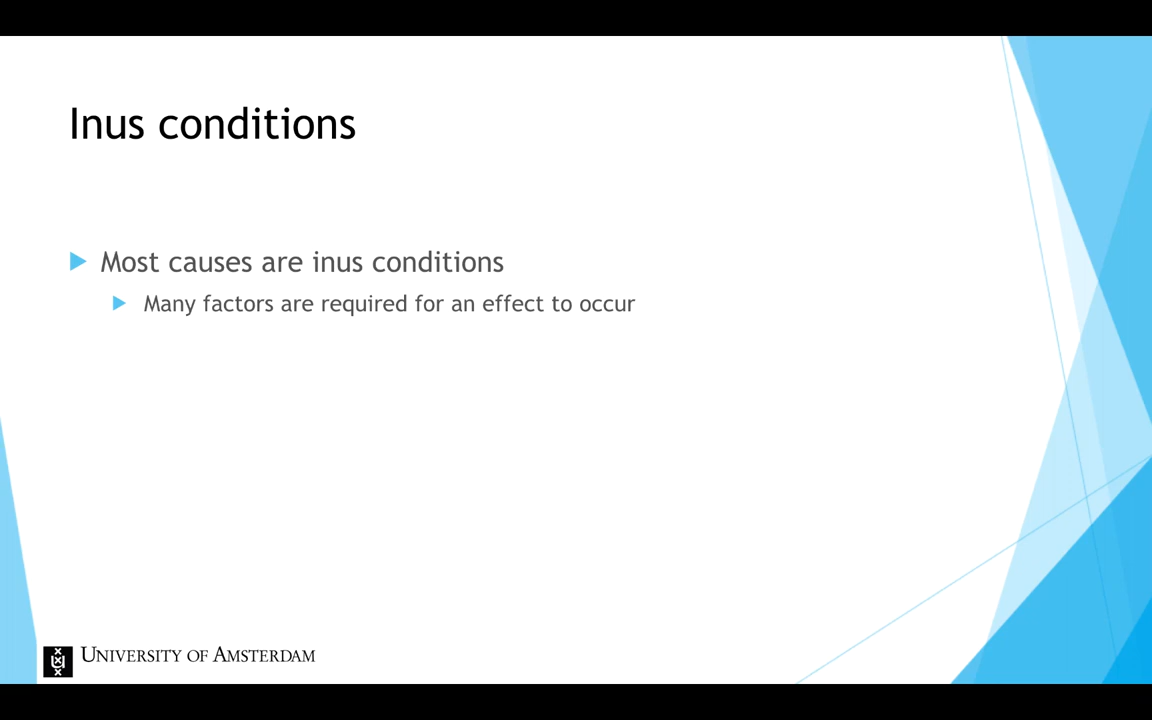 Inus conditions
Most causes are inus conditions
Many factors are required for an effect to occur
UNIVERSITY OF AMSTERDAM